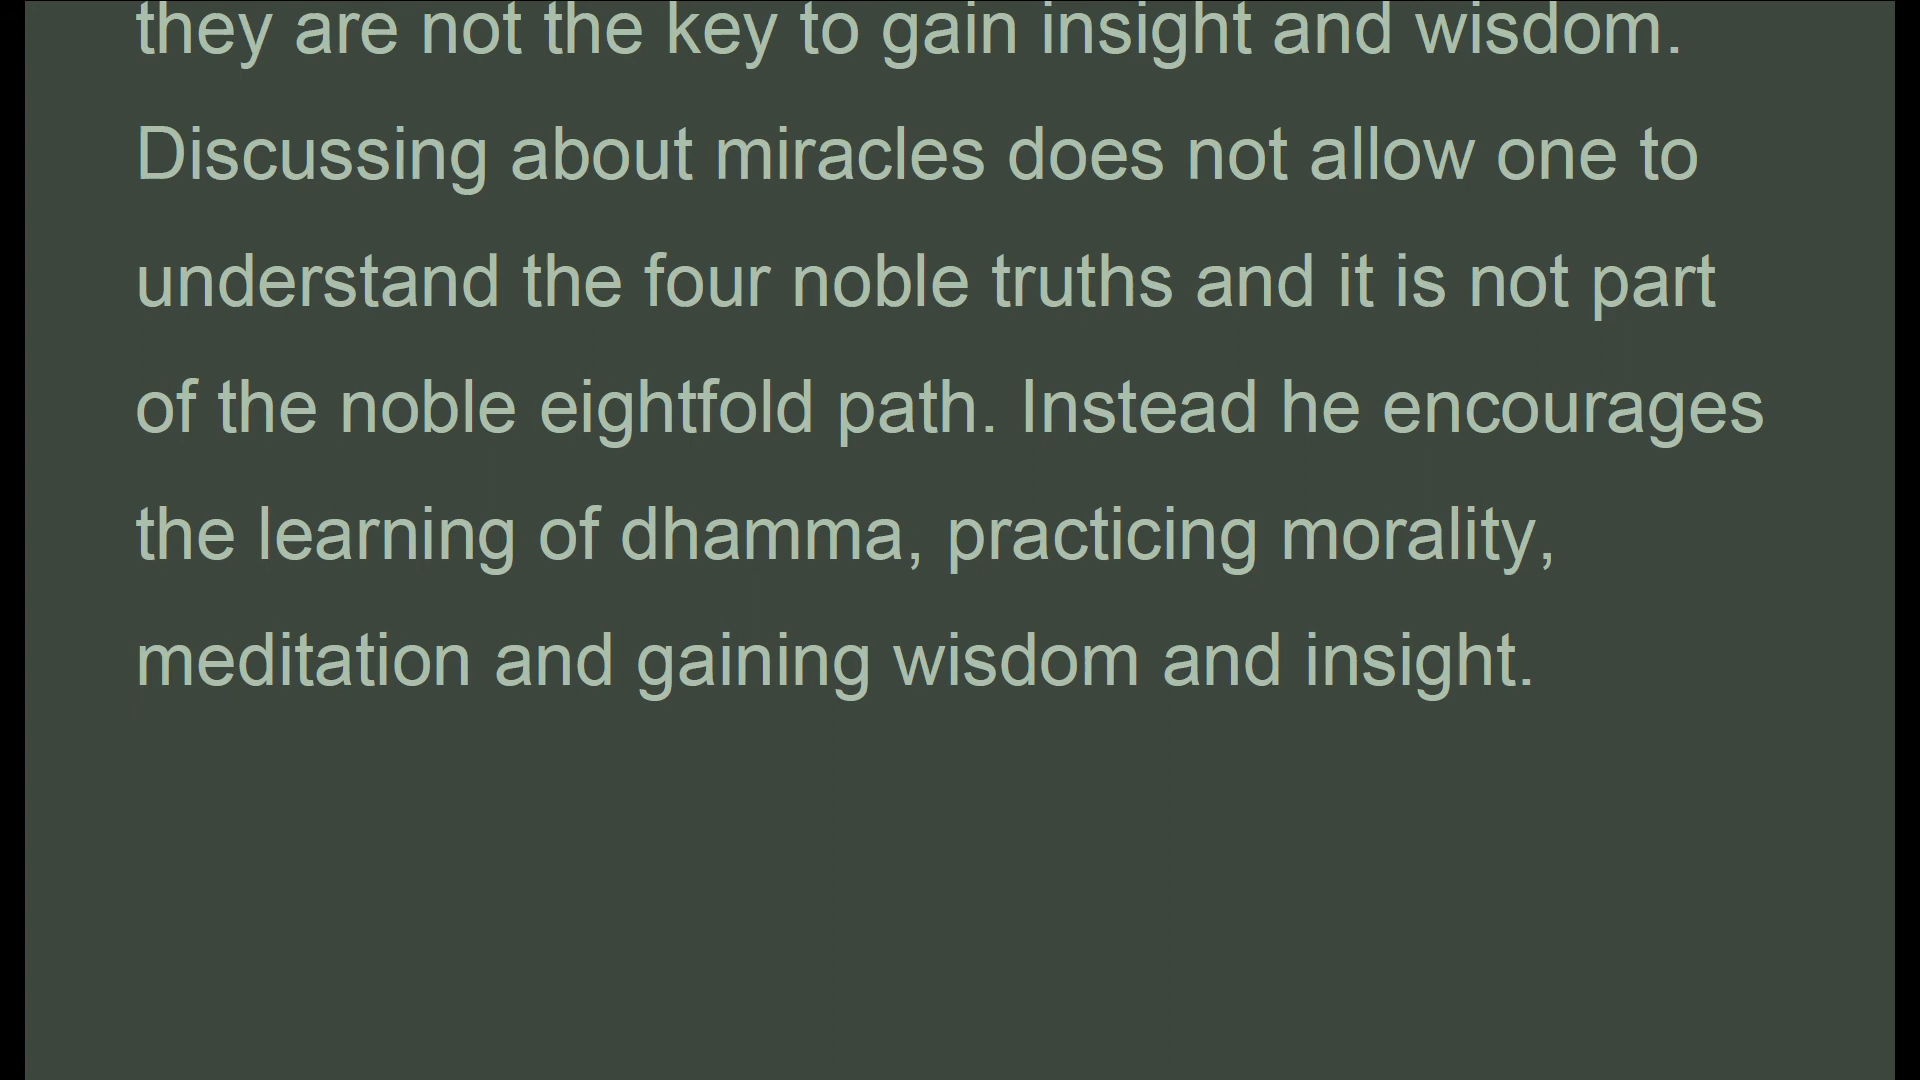 they are not the key to gain insight and wisdom.
Discussing about miracles does not allow one to
understand the four noble truths and it is not part
of the noble eightfold path. Instead he encourages
the learning of dhamma, practicing morality,
meditation and gaining wisdom and insight.